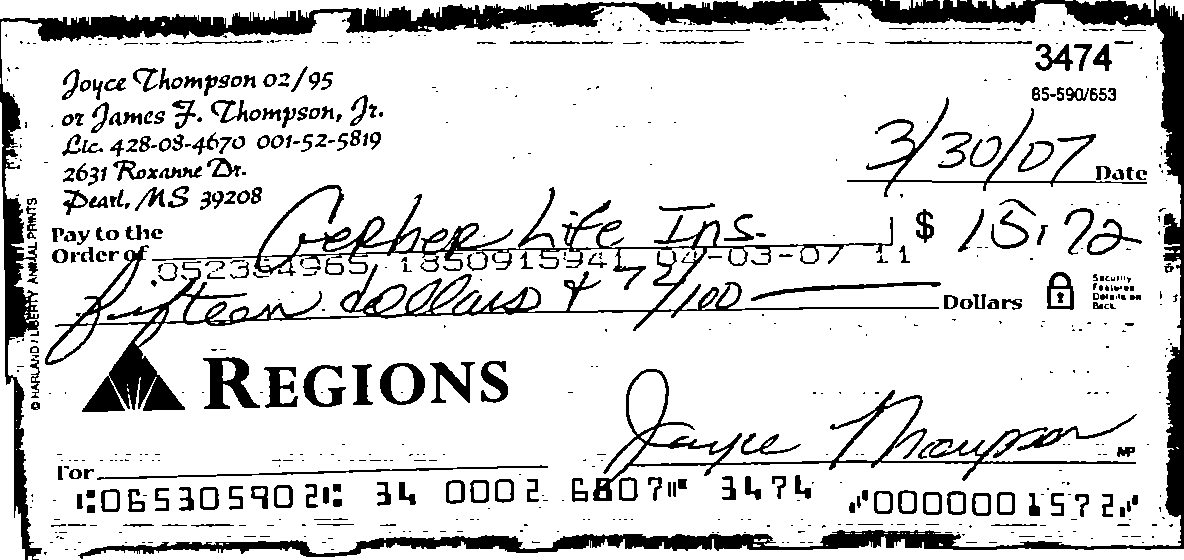 3474
85-590/653
Joyce Thompson 02/95
or James F. Thompson, Jr.
Lic. 428-08-4670 001-52-5819
2631 Roxanne Dr.
Pearl, MS 39208
3/30/07 Date
Pay to the
Order of Gerber Life Ins. $ 15.72
052354965 1850915941 04-03-07 11
fifteen dollars & 72/100 Dollars
Security
Features
Details on
Back.
© HARLAND / LIBERTY ANIMAL PRINTS
REGIONS
For
Joyce Thompson
MP
⑆065305902⑆ 34 0002 6807⑈ 3474 ⑈0000001572⑈